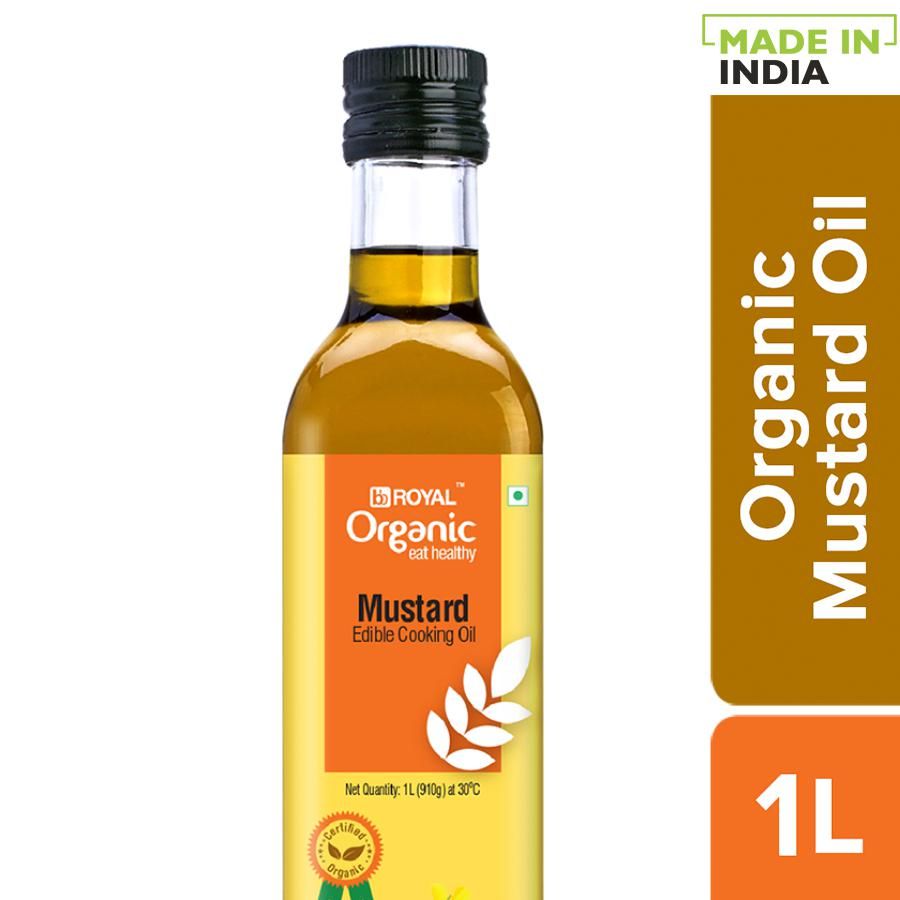 MADE IN
INDIA
Organic
Mustard Oil
1L
bb ROYAL™
Organic
eat healthy
Mustard
Edible Cooking Oil
Net Quantity: 1L (910g) at 30⁰C
Certified
Organic